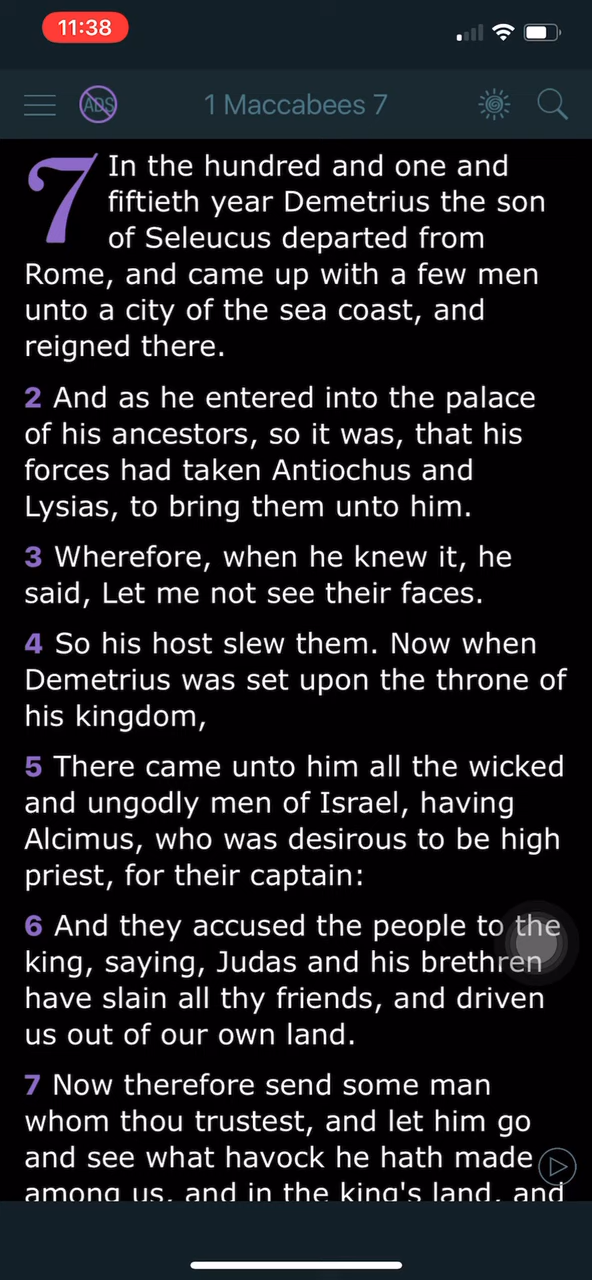 11:38
ADS
1 Maccabees 7
7 In the hundred and one and
fiftieth year Demetrius the son
of Seleucus departed from
Rome, and came up with a few men
unto a city of the sea coast, and
reigned there.
2 And as he entered into the palace
of his ancestors, so it was, that his
forces had taken Antiochus and
Lysias, to bring them unto him.
3 Wherefore, when he knew it, he
said, Let me not see their faces.
4 So his host slew them. Now when
Demetrius was set upon the throne of
his kingdom,
5 There came unto him all the wicked
and ungodly men of Israel, having
Alcimus, who was desirous to be high
priest, for their captain:
6 And they accused the people to the
king, saying, Judas and his brethren
have slain all thy friends, and driven
us out of our own land.
7 Now therefore send some man
whom thou trustest, and let him go
and see what havock he hath made
among us, and in the king's land, and